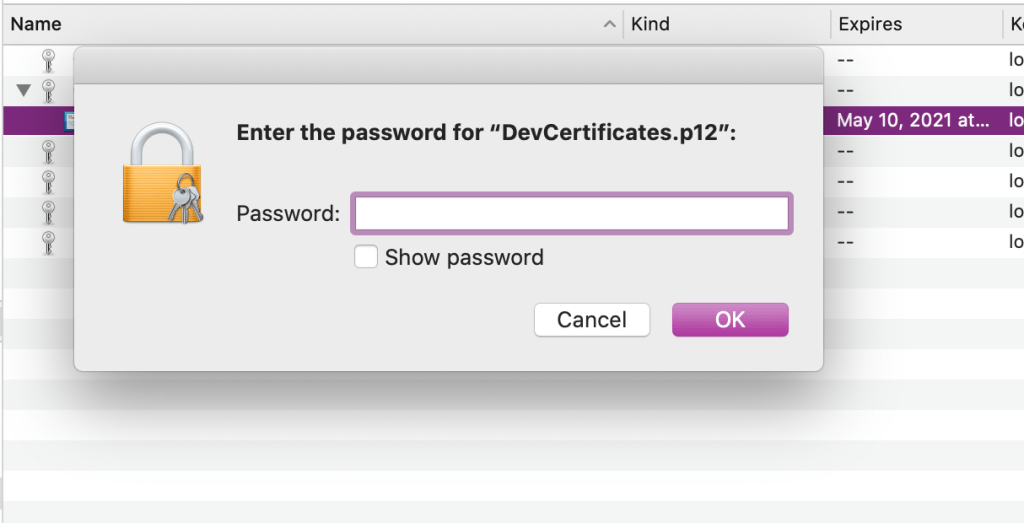 Name Kind Expires
--
--
May 10, 2021 at... lo
--
--
--
--
lo
lo
lo
lo
lo
lo
Enter the password for “DevCertificates.p12”:
Password:
Show password
Cancel OK